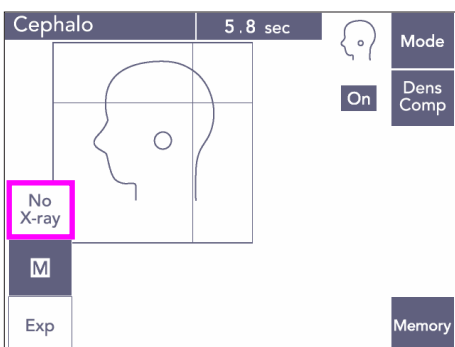 Cephalo
5.8 sec
Mode
On
Dens
Comp
No
X-ray
M
Exp
Memory